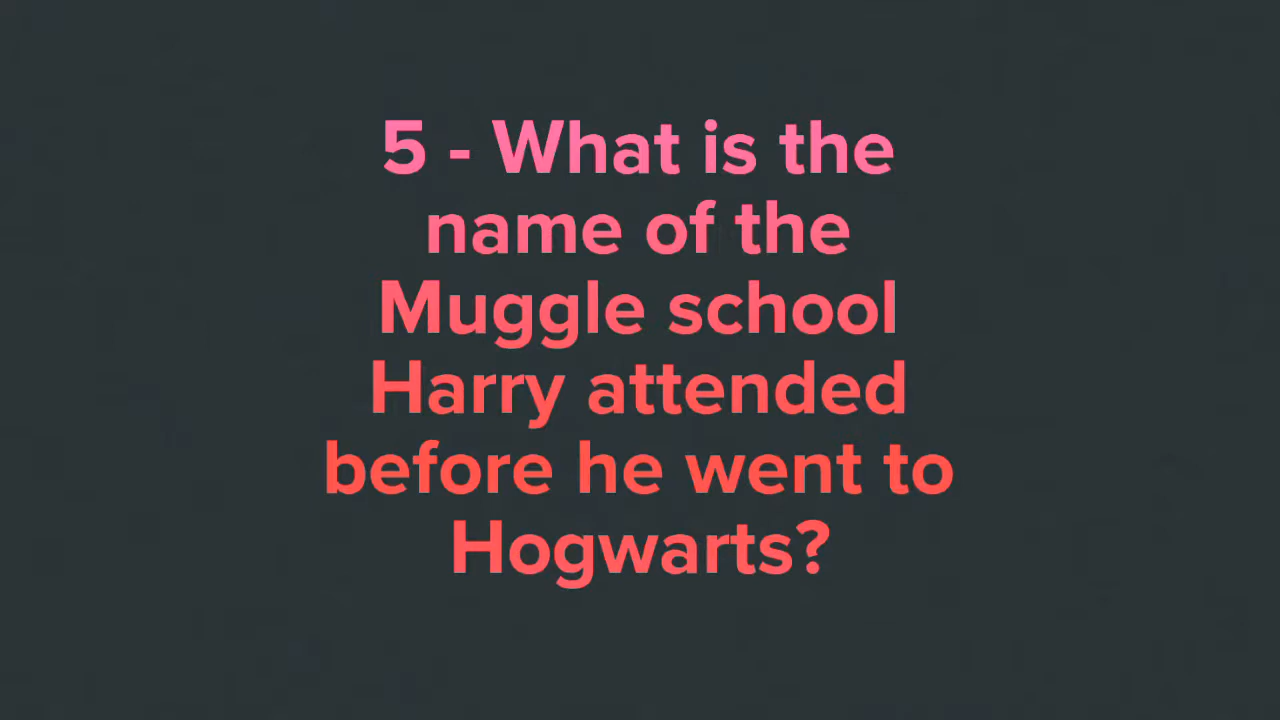 5 - What is the
name of the
Muggle school
Harry attended
before he went to
Hogwarts?